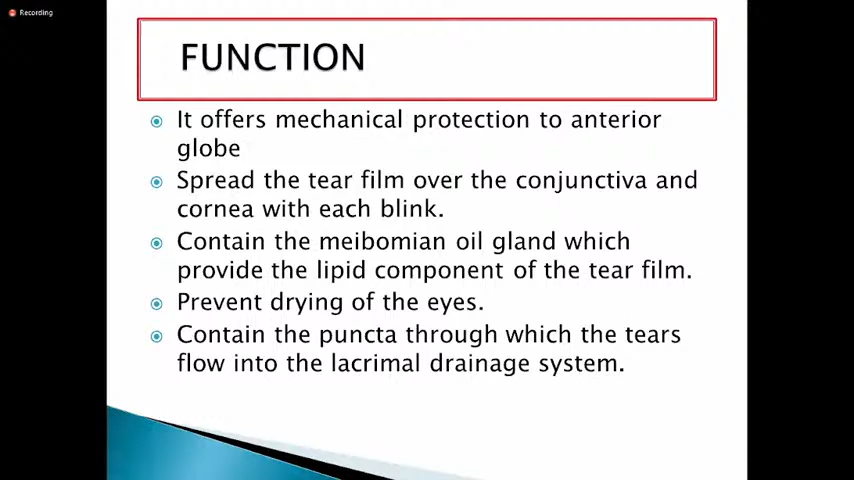 Recording
FUNCTION
It offers mechanical protection to anterior
globe
Spread the tear film over the conjunctiva and
cornea with each blink.
Contain the meibomian oil gland which
provide the lipid component of the tear film.
Prevent drying of the eyes.
Contain the puncta through which the tears
flow into the lacrimal drainage system.